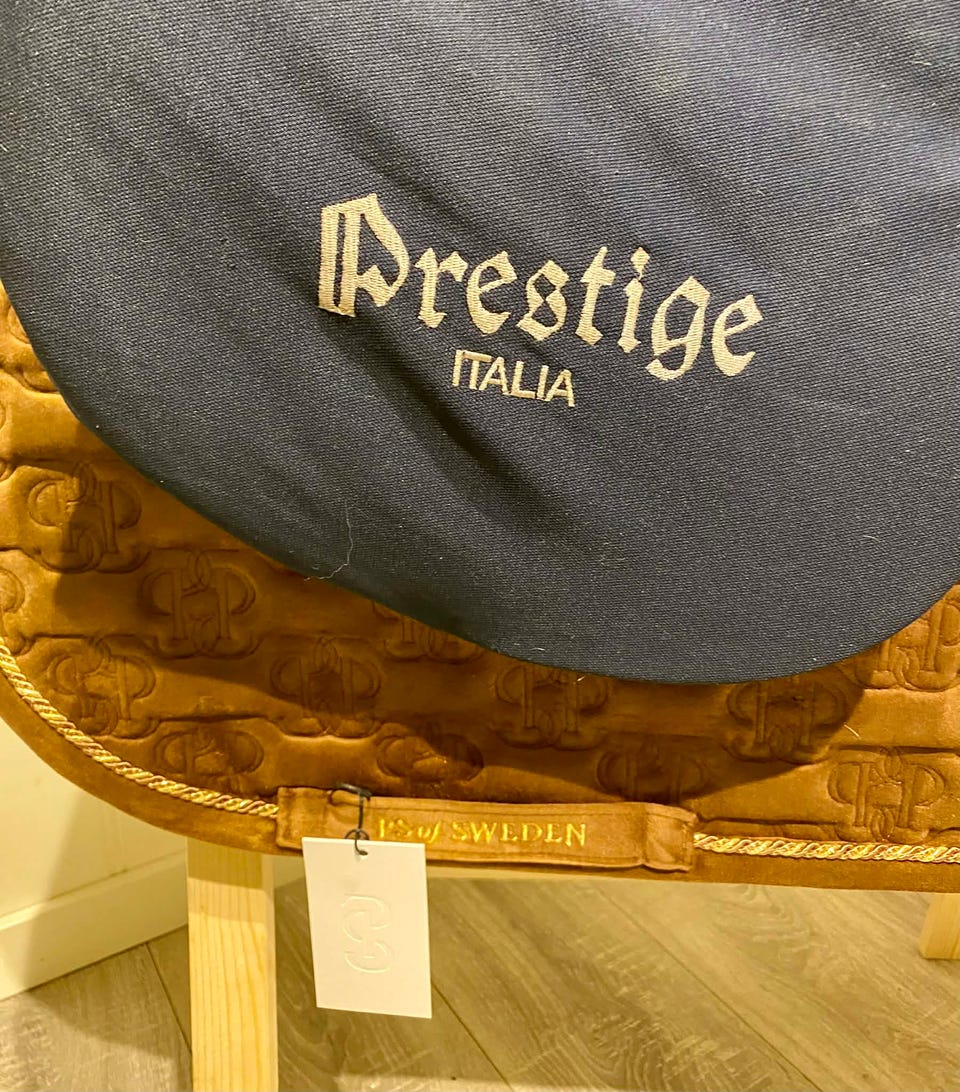 Prestige
ITALIA
PS of SWEDEN